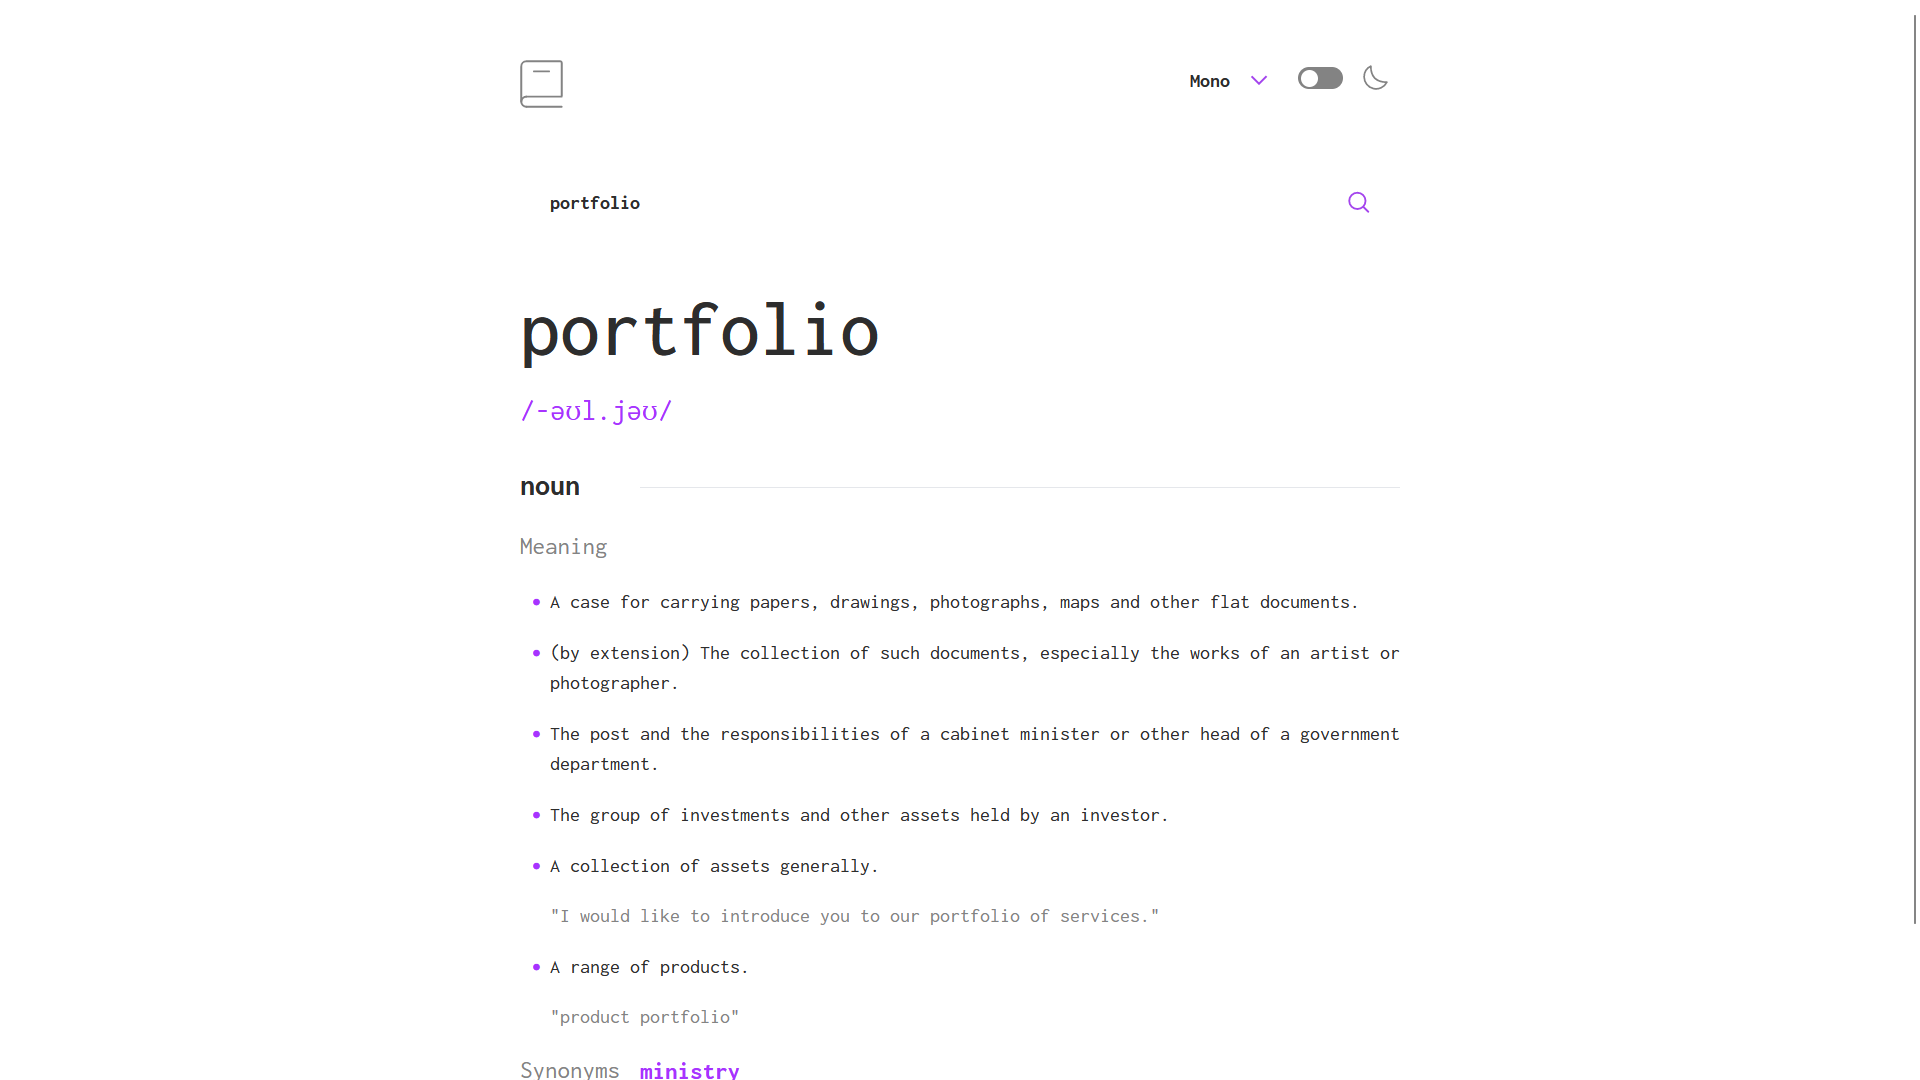 Mono
portfolio
portfolio
/-əʊl.jəʊ/
noun
Meaning
A case for carrying papers, drawings, photographs, maps and other flat documents.
(by extension) The collection of such documents, especially the works of an artist or
photographer.
The post and the responsibilities of a cabinet minister or other head of a government
department.
The group of investments and other assets held by an investor.
A collection of assets generally.
"I would like to introduce you to our portfolio of services."
A range of products.
"product portfolio"
Synonyms ministry